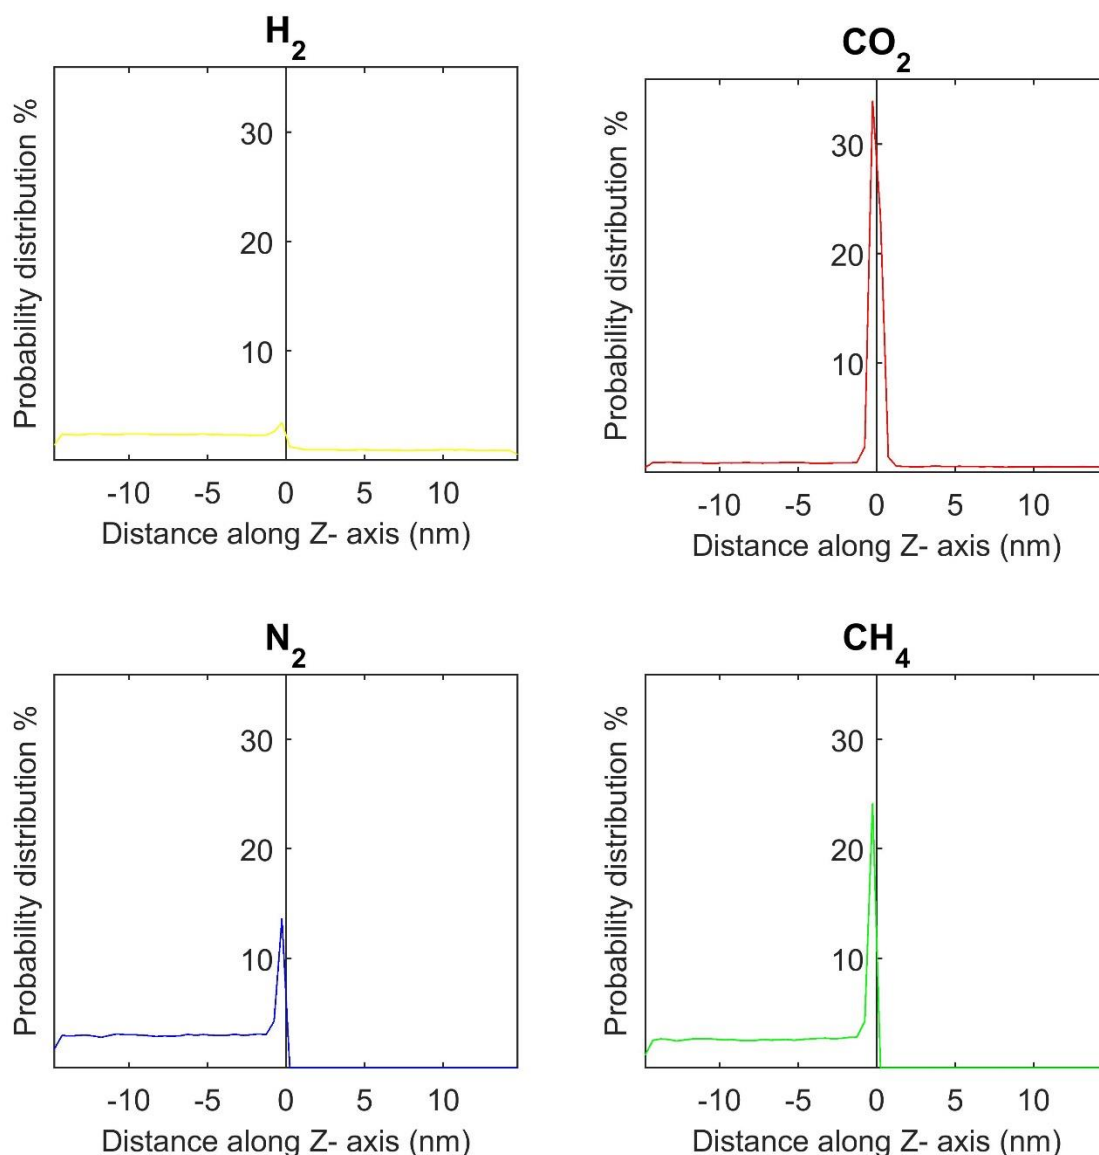 H2
Probability distribution %
30
20
10
-10 -5 0 5 10
Distance along Z- axis (nm)
CO2
Probability distribution %
30
20
10
-10 -5 0 5 10
Distance along Z- axis (nm)
N2
Probability distribution %
30
20
10
-10 -5 0 5 10
Distance along Z- axis (nm)
CH4
Probability distribution %
30
20
10
-10 -5 0 5 10
Distance along Z- axis (nm)